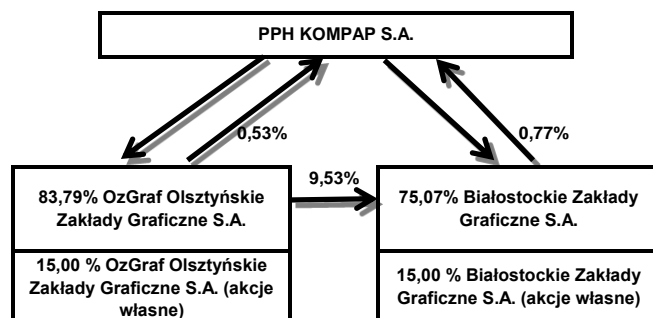 PPH KOMPAP S.A.
0,53%
0,77%
9,53%
83,79% OzGraf Olsztyńskie
Zakłady Graficzne S.A.
75,07% Białostockie Zakłady
Graficzne S.A.
15,00 % OzGraf Olsztyńskie
Zakłady Graficzne S.A. (akcje
własne)
15,00 % Białostockie Zakłady
Graficzne S.A. (akcje własne)